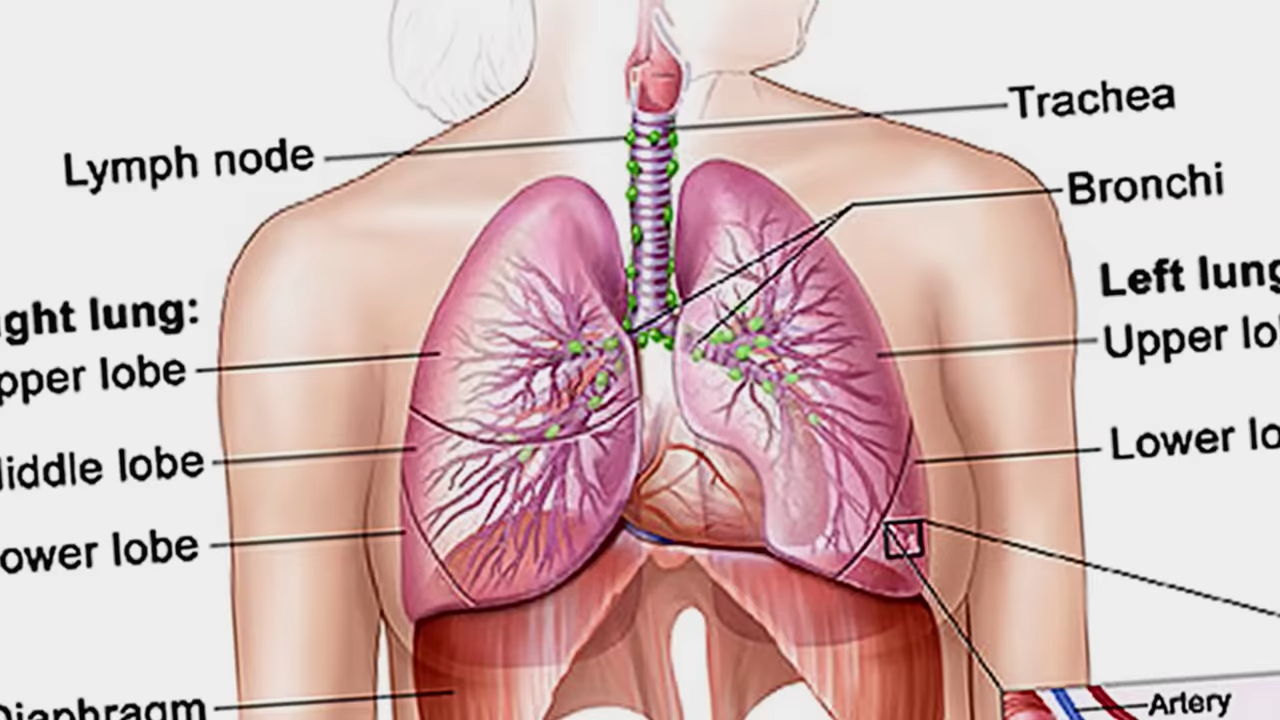 Trachea
Lymph node
Bronchi
Left lung
ght lung:
Upper lo
pper lobe
Lower lo
iddle lobe
ower lobe
iaphragm
Artery